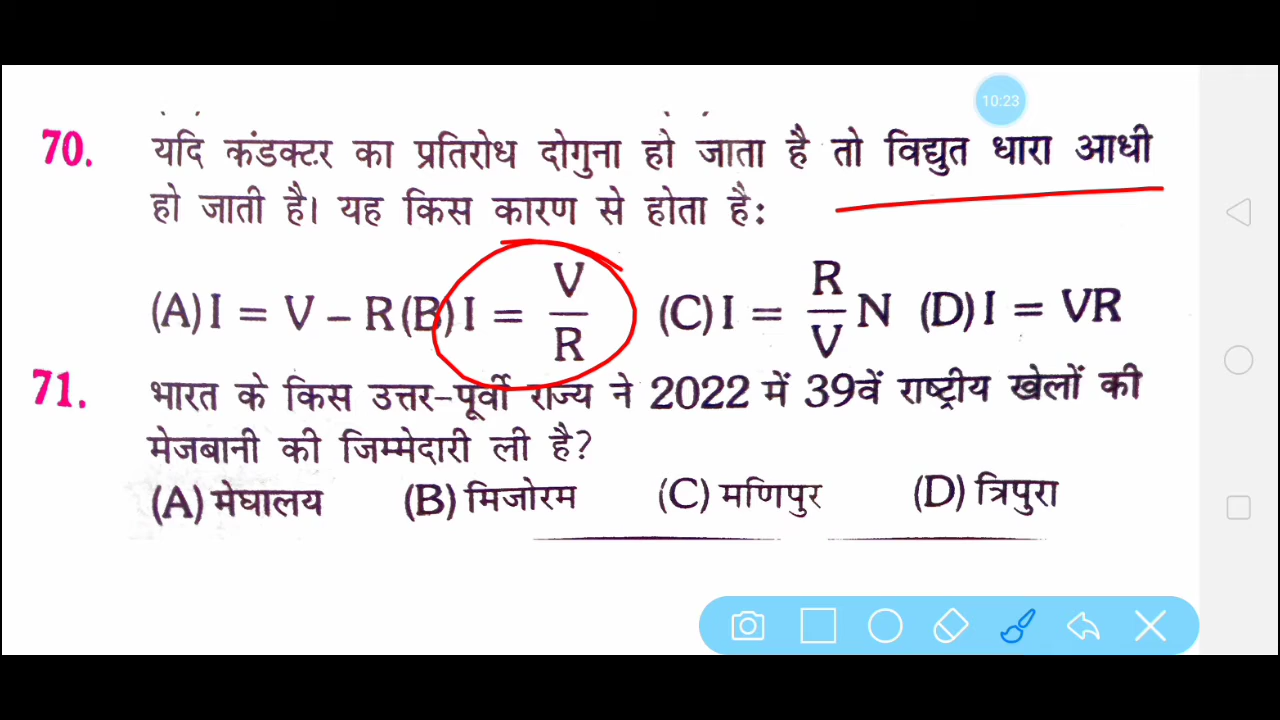 10:23
70. यदि कंडक्टर का प्रतिरोध दोगुना हो जाता है तो विद्युत धारा आधी
हो जाती है। यह किस कारण से होता है:
(A) I = V – R (B) I = V/R (C) I = R/V N (D) I = VR
71. भारत के किस उत्तर-पूर्वी राज्य ने 2022 में 39वें राष्ट्रीय खेलों की
मेजबानी की जिम्मेदारी ली है?
(A) मेघालय (B) मिजोरम (C) मणिपुर (D) त्रिपुरा